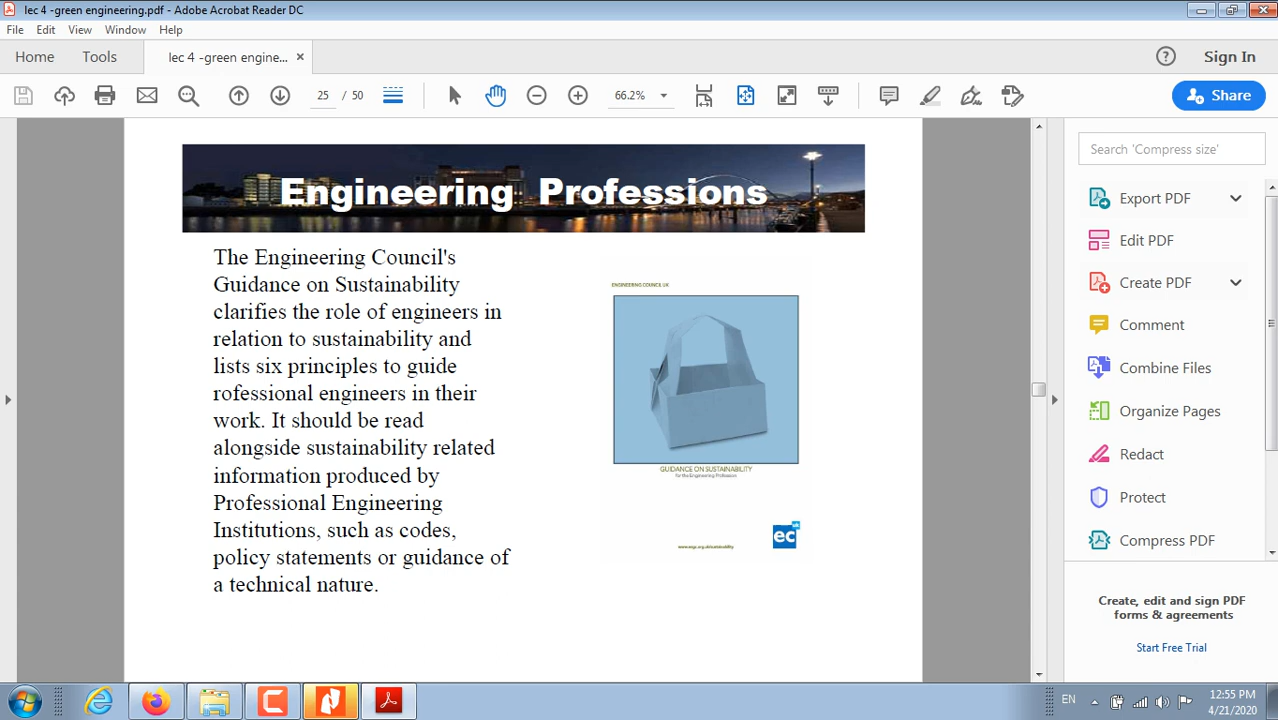 lec 4 -green engineering.pdf - Adobe Acrobat Reader DC
File Edit View Window Help
Home Tools lec 4 -green engine... × Sign In
25 / 50 66.2% Share
Search 'Compress size'
Engineering Professions
The Engineering Council's
Guidance on Sustainability
clarifies the role of engineers in
relation to sustainability and
lists six principles to guide
rofessional engineers in their
work. It should be read
alongside sustainability related
information produced by
Professional Engineering
Institutions, such as codes,
policy statements or guidance of
a technical nature.
ENGINEERING COUNCIL UK
GUIDANCE ON SUSTAINABILITY
for the Engineering Profession
ec
uk
Export PDF
Edit PDF
Create PDF
Comment
Combine Files
Organize Pages
Redact
Protect
Compress PDF
Create, edit and sign PDF
forms & agreements
Start Free Trial
EN
12:55 PM
4/21/2020